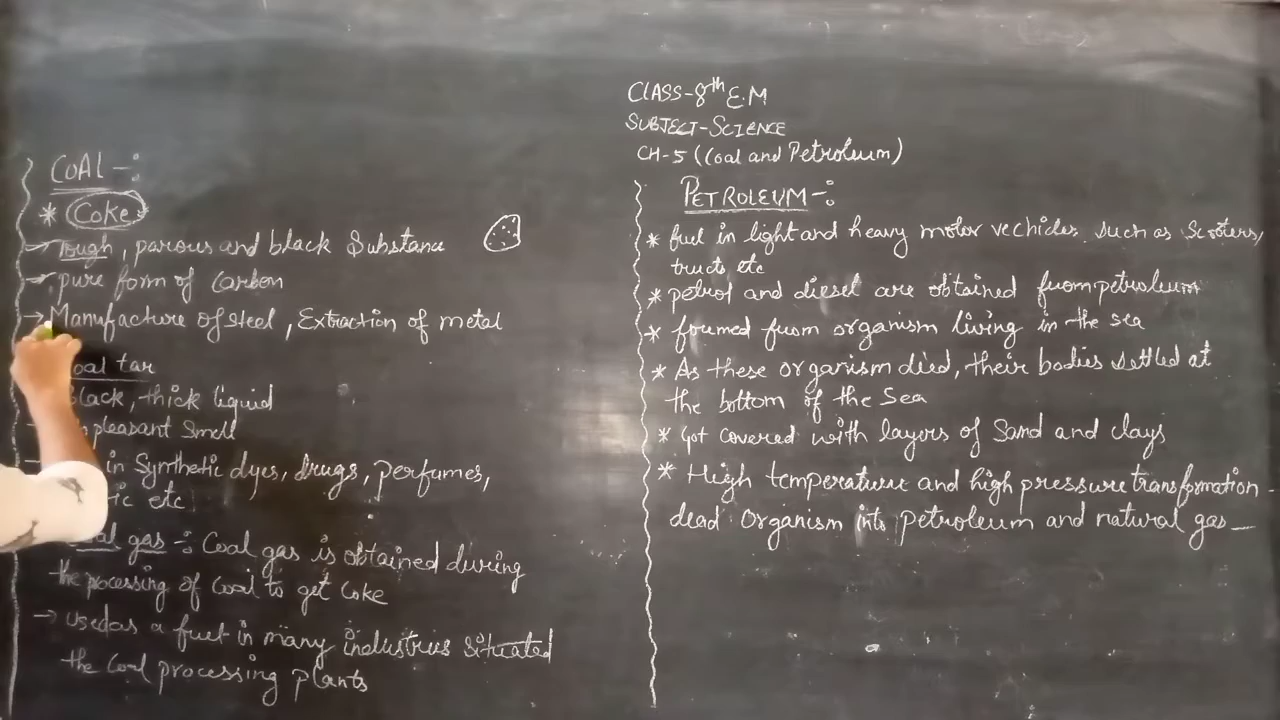 CLASS-8th E.M
SUBJECT-SCIENCE
CH-5 (Coal and Petroleum)
COAL -:
* Coke
→ Tough, parous and black Substance
→ pure form of Carbon
→ Manufacture of steel, Extraction of metal
oal tar
black, thick liquid
pleasant Smell
in Synthetic dyes, drugs, perfumes,
ic etc
al gas -: Coal gas is obtained during
the processing of Coal to get Coke
→ used as a fuel in many industries situated
the Coal processing plants
PETROLEUM -:
* fuel in light and heavy motor vechides such as Scooters,
tructs etc
* petrol and diesel are obtained from petroleum
* formed from organism living in the sea
* As these organism died, their bodies settled at
the bottom of the Sea
* Got covered with layers of Sand and clays
* High temperature and high pressure transformation
dead Organism into petroleum and natural gas —